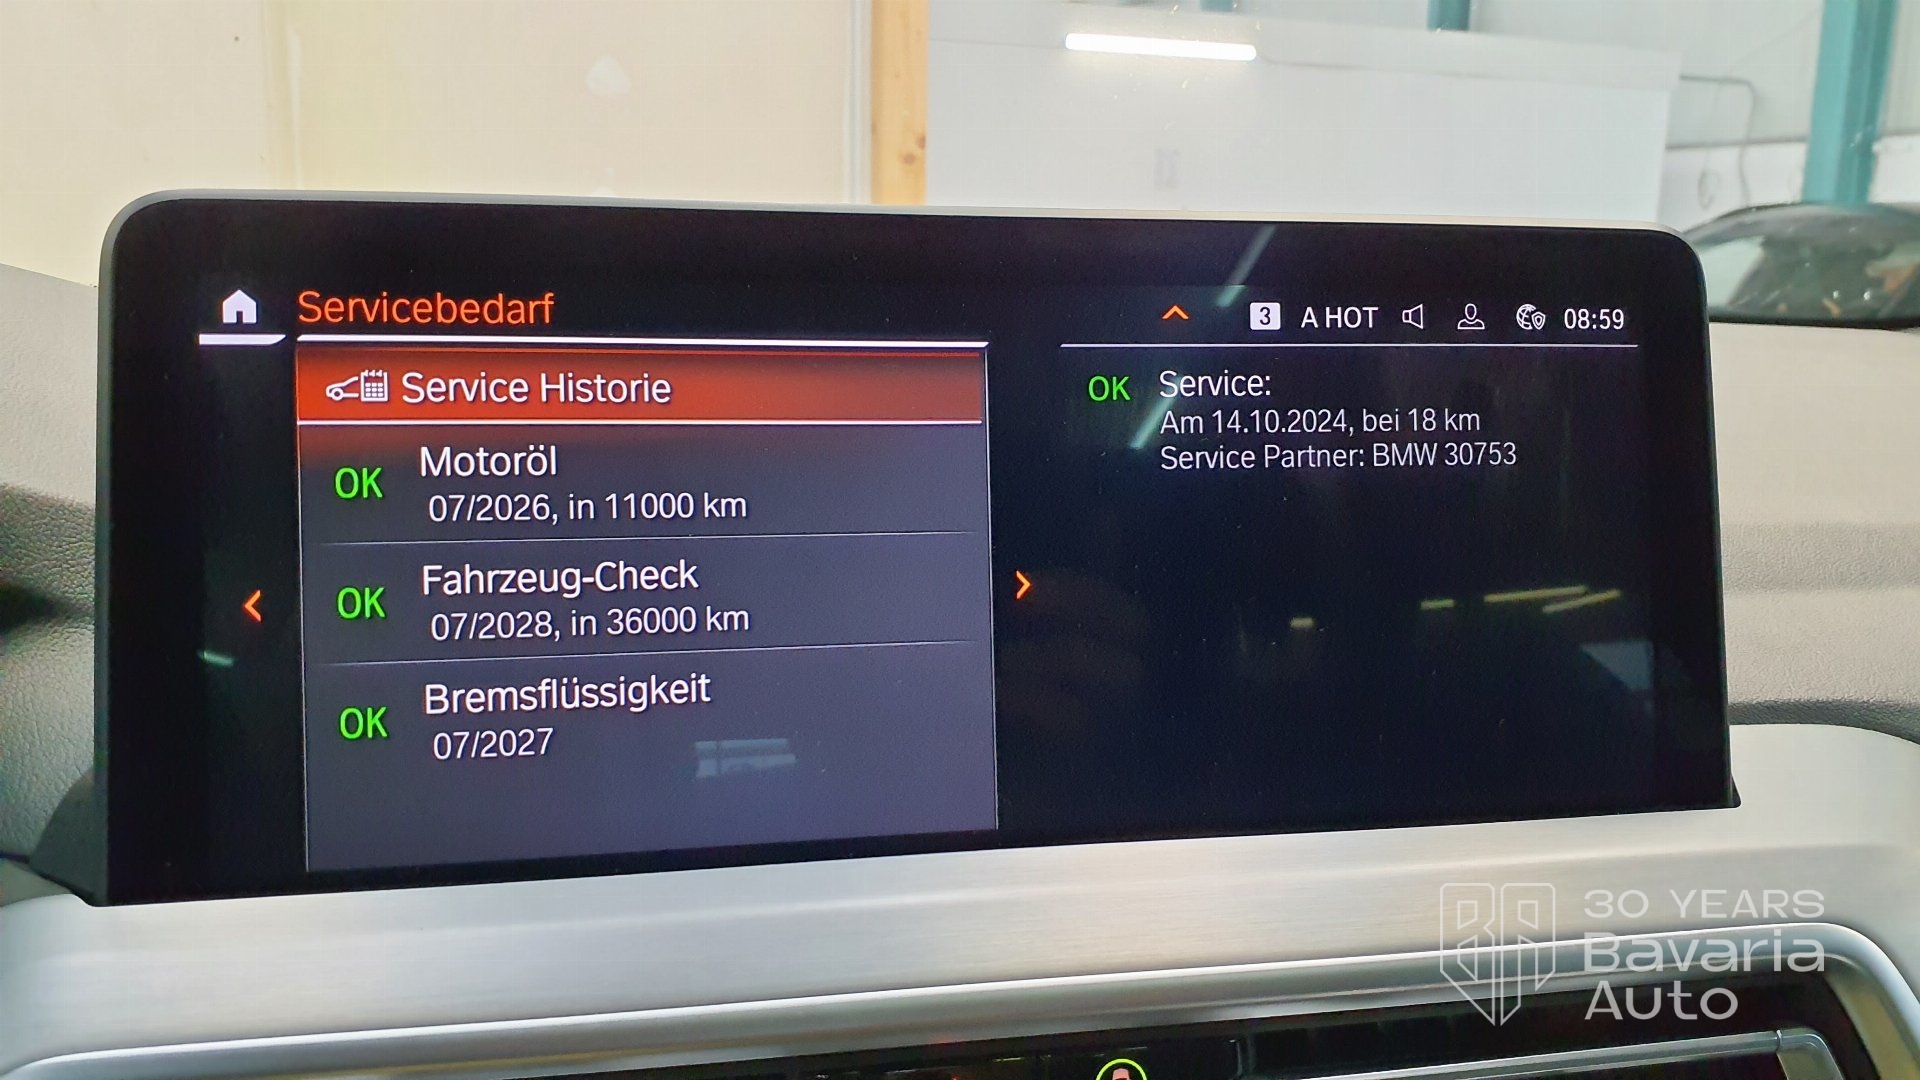 Servicebedarf
3 A HOT 08:59
Service Historie
OK Motoröl
07/2026, in 11000 km
OK Fahrzeug-Check
07/2028, in 36000 km
OK Bremsflüssigkeit
07/2027
OK Service:
Am 14.10.2024, bei 18 km
Service Partner: BMW 30753
BA 30 YEARS
Bavaria
Auto